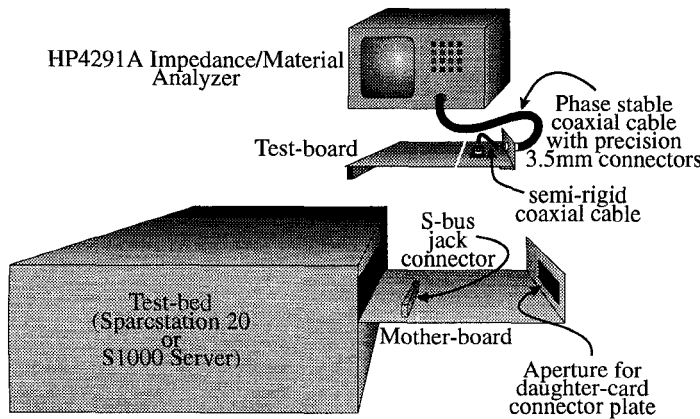 HP4291A Impedance/Material
Analyzer
Phase stable
coaxial cable
with precision
3.5mm connectors
Test-board
semi-rigid
coaxial cable
S-bus
jack
connector
Test-bed
(Sparcstation 20
or
S1000 Server)
Mother-board
Aperture for
daughter-card
connector plate